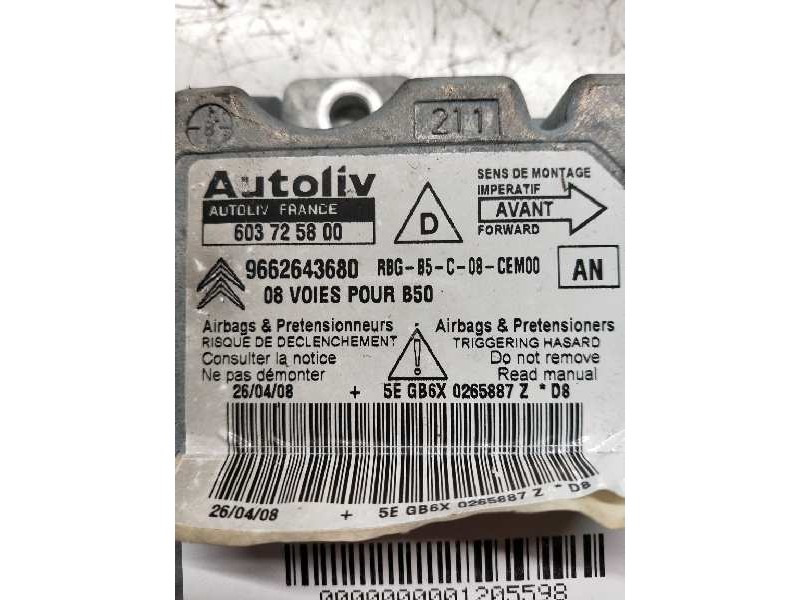 211
Autoliv
AUTOLIV FRANCE
603 72 58 00
D
SENS DE MONTAGE
IMPERATIF
AVANT
FORWARD
9662643680 RBG-B5-C-08-CEM00
AN
08 VOIES POUR B50
Airbags & Pretensionneurs
RISQUE DE DECLENCHEMENT
Consulter la notice
Ne pas démonter
!
Airbags & Pretensioners
TRIGGERING HASARD
Do not remove
Read manual
26/04/08 + 5E GB6X 0265887 Z *D8
26/04/08 + 5E GB6X 0265887 Z *D8
0000000001205598